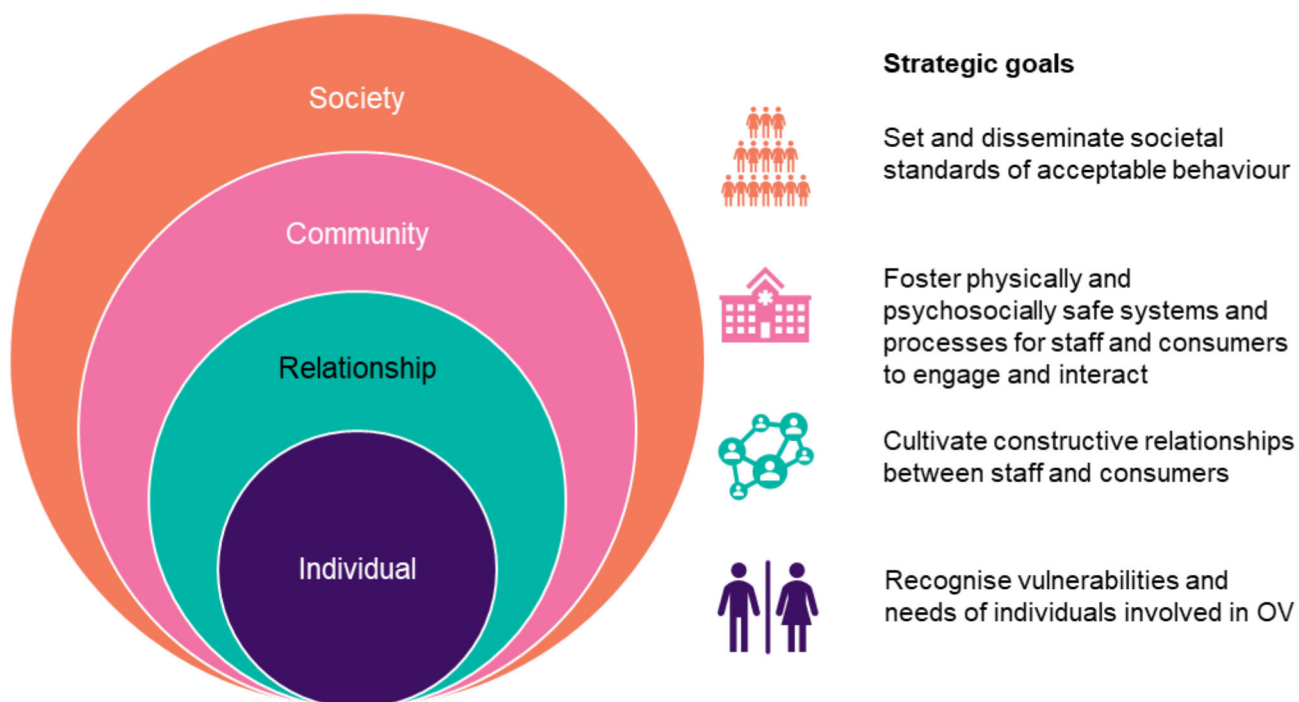 Society
Community
Relationship
Individual
Strategic goals
Set and disseminate societal
standards of acceptable behaviour
Foster physically and
psychosocially safe systems and
processes for staff and consumers
to engage and interact
Cultivate constructive relationships
between staff and consumers
Recognise vulnerabilities and
needs of individuals involved in OV